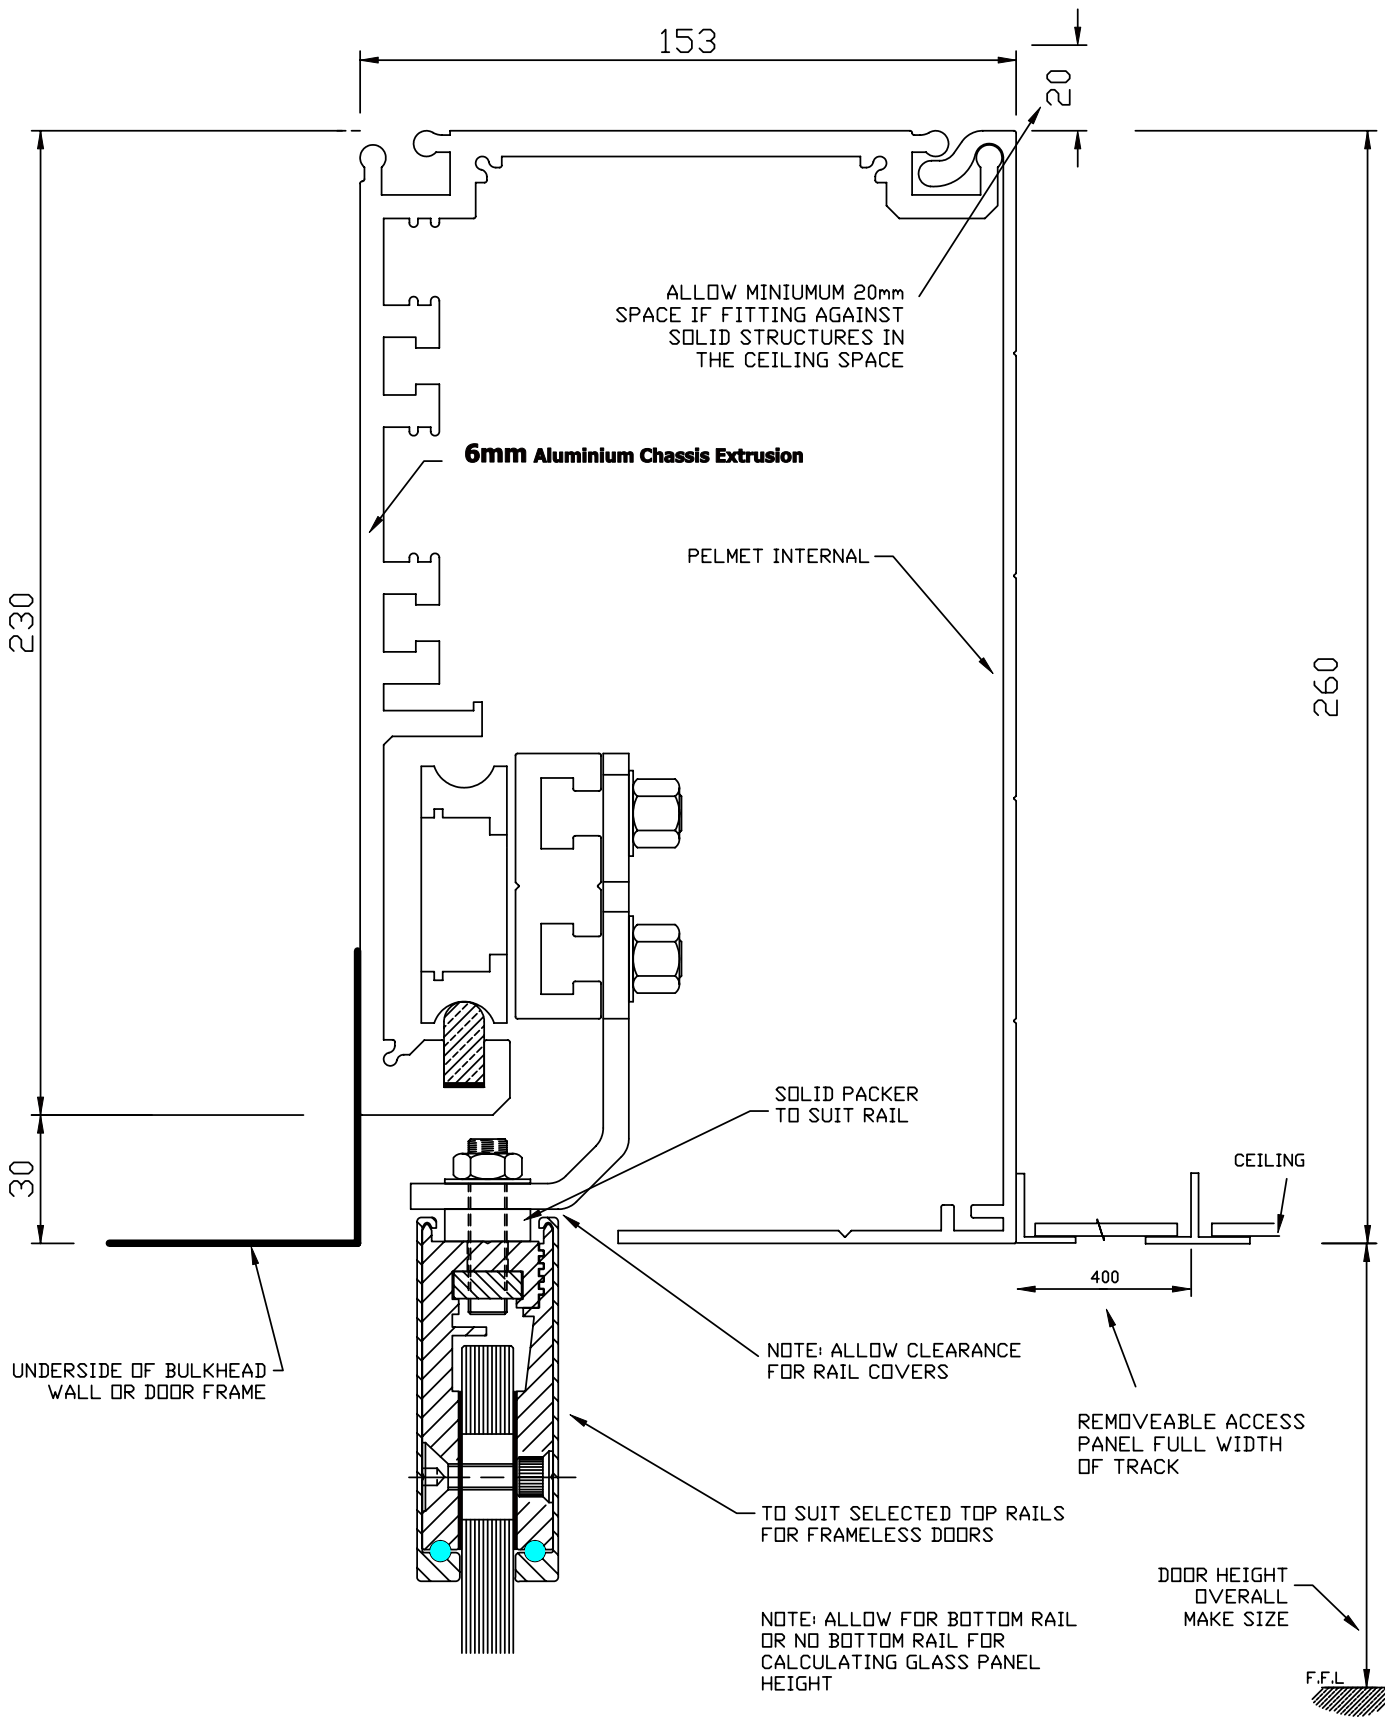 153
20
ALLOW MINIUMUM 20mm
SPACE IF FITTING AGAINST
SOLID STRUCTURES IN
THE CEILING SPACE
6mm Aluminium Chassis Extrusion
PELMET INTERNAL
230
260
SOLID PACKER
TO SUIT RAIL
30
CEILING
400
NOTE: ALLOW CLEARANCE
FOR RAIL COVERS
UNDERSIDE OF BULKHEAD
WALL OR DOOR FRAME
REMOVEABLE ACCESS
PANEL FULL WIDTH
OF TRACK
TO SUIT SELECTED TOP RAILS
FOR FRAMELESS DOORS
DOOR HEIGHT
OVERALL
MAKE SIZE
NOTE: ALLOW FOR BOTTOM RAIL
OR NO BOTTOM RAIL FOR
CALCULATING GLASS PANEL
HEIGHT
F.F.L